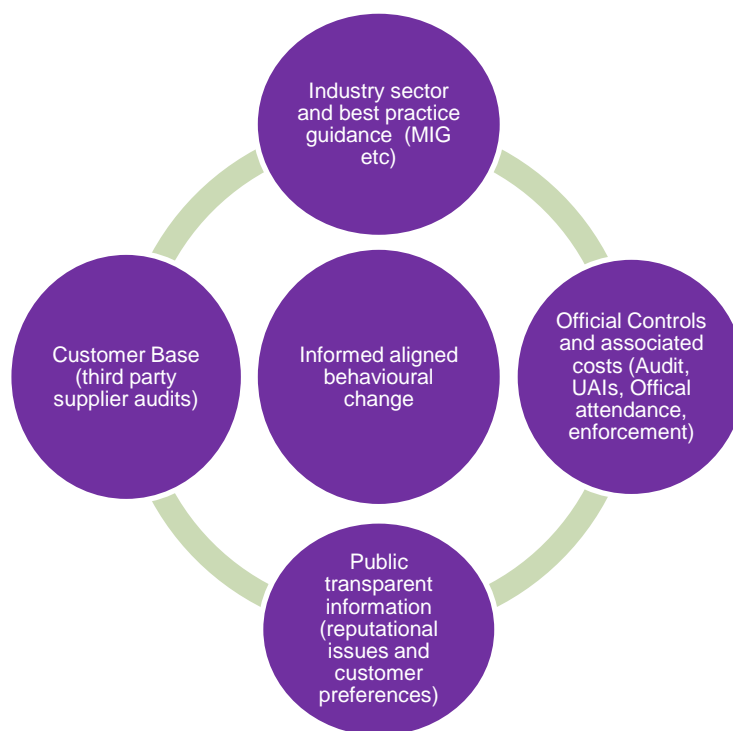 Industry sector
and best practice
guidance (MIG
etc)
Customer Base
(third party
supplier audits)
Informed aligned
behavioural
change
Official Controls
and associated
costs (Audit,
UAIs, Offical
attendance,
enforcement)
Public
transparent
information
(reputational
issues and
customer
preferences)